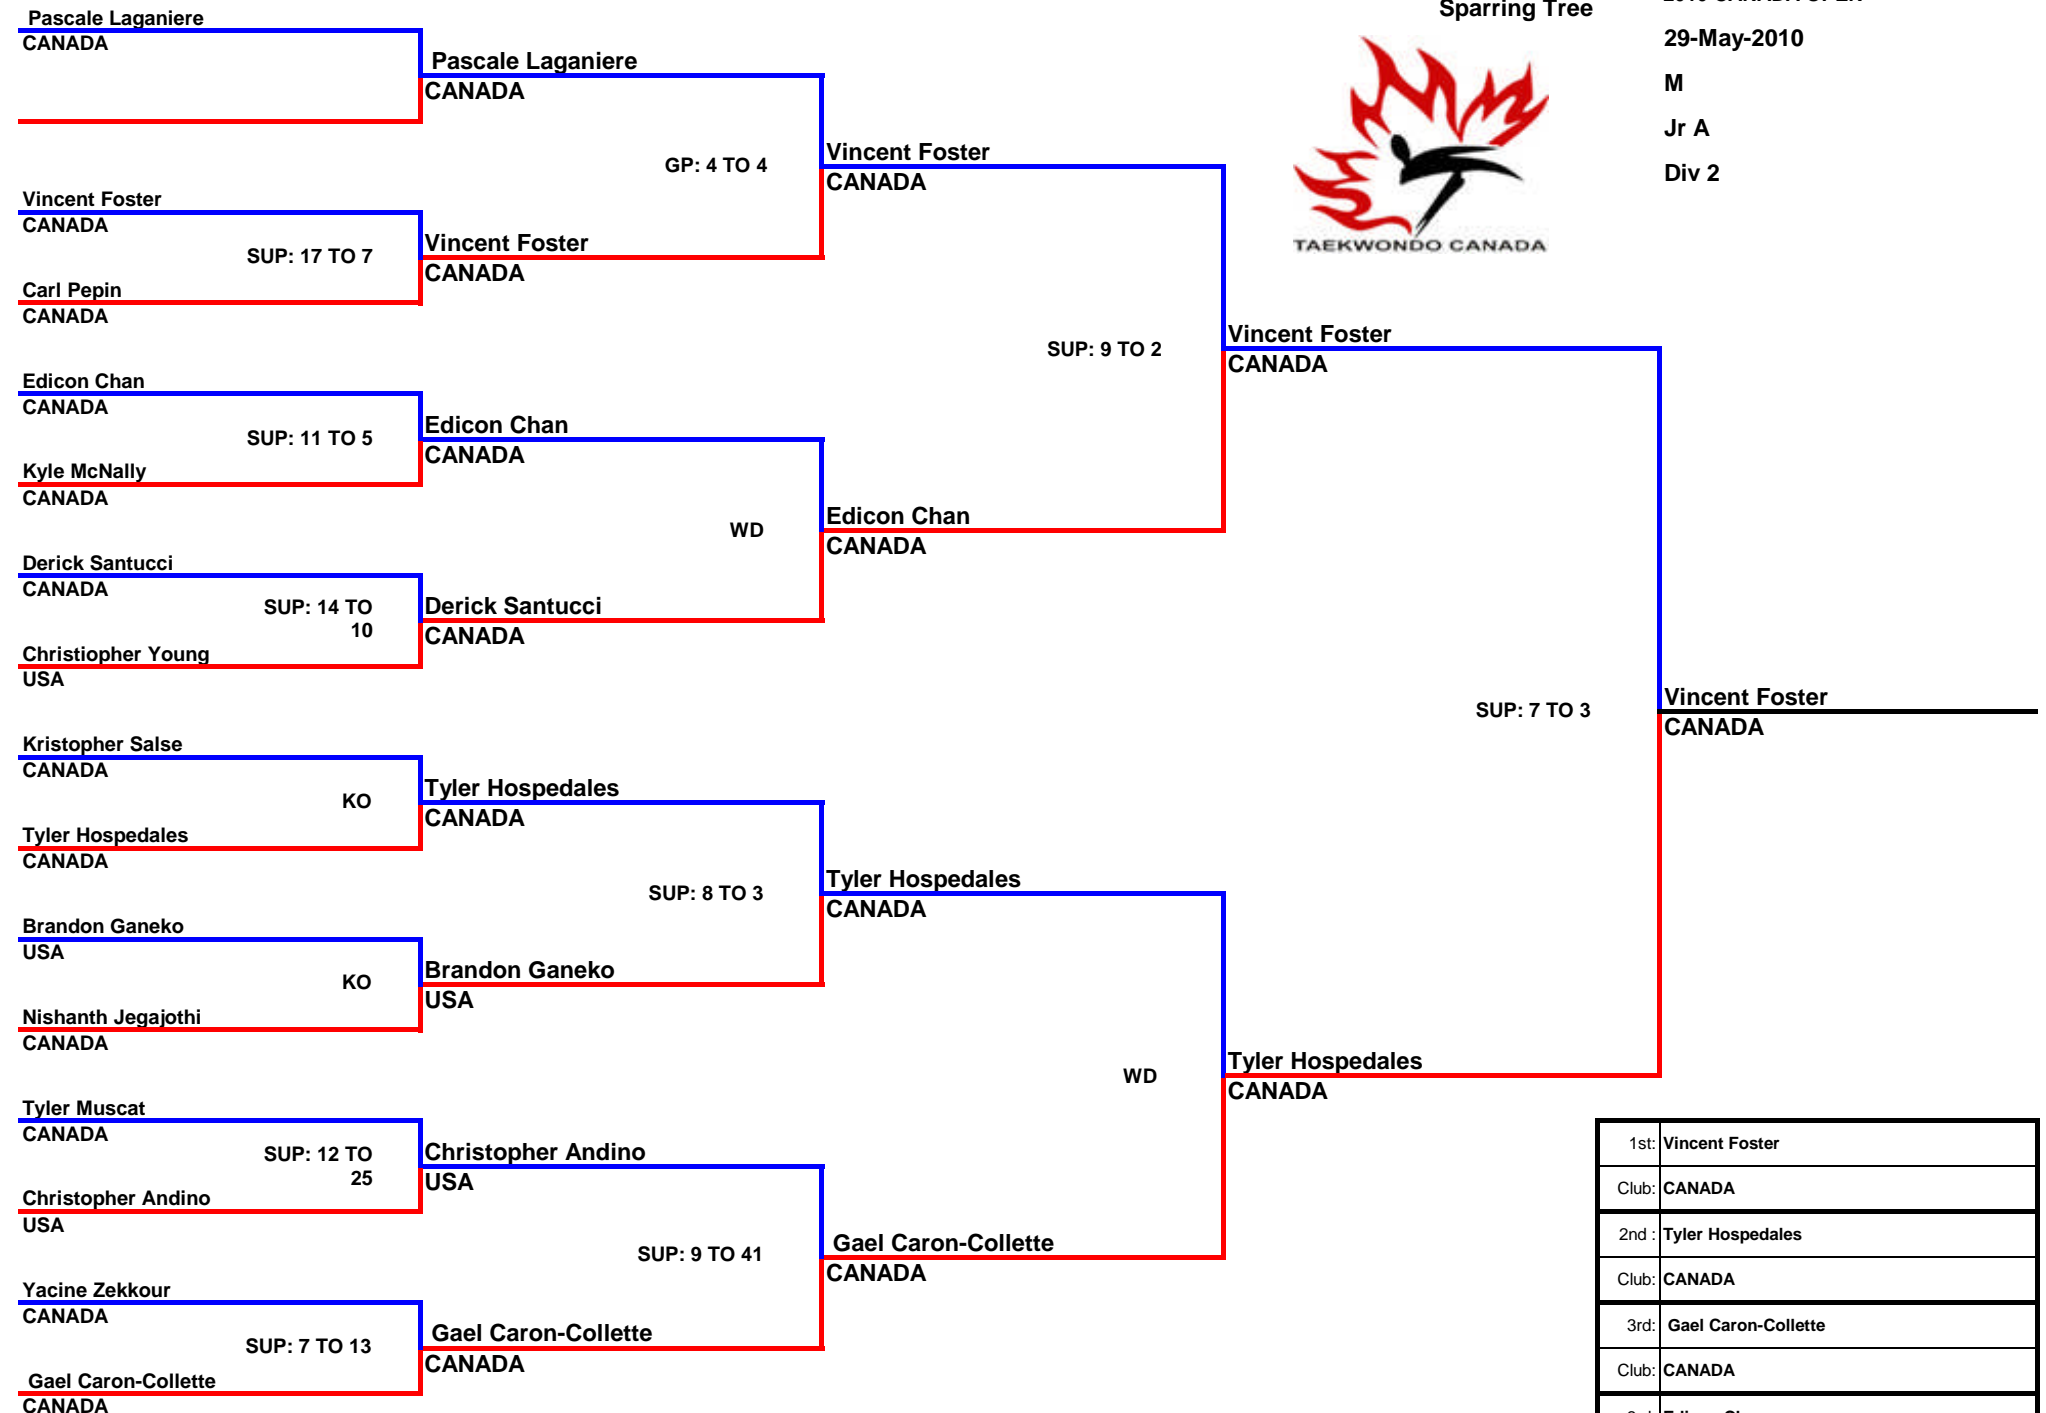 Pascale Laganiere
CANADA
Pascale Laganiere
CANADA
Sparring Tree
29-May-2010
M
Jr A
Div 2
TAEKWONDO CANADA
GP: 4 TO 4
Vincent Foster
CANADA
Vincent Foster
CANADA
SUP: 17 TO 7
Vincent Foster
CANADA
Carl Pepin
CANADA
SUP: 9 TO 2
Vincent Foster
CANADA
Edicon Chan
CANADA
SUP: 11 TO 5
Edicon Chan
CANADA
Kyle McNally
CANADA
WD
Edicon Chan
CANADA
Derick Santucci
CANADA
SUP: 14 TO
10
Derick Santucci
CANADA
Christiopher Young
USA
SUP: 7 TO 3
Vincent Foster
CANADA
Kristopher Salse
CANADA
KO
Tyler Hospedales
CANADA
Tyler Hospedales
CANADA
SUP: 8 TO 3
Tyler Hospedales
CANADA
Brandon Ganeko
USA
KO
Brandon Ganeko
USA
Nishanth Jegajothi
CANADA
WD
Tyler Hospedales
CANADA
Tyler Muscat
CANADA
SUP: 12 TO
25
Christopher Andino
USA
Christopher Andino
USA
SUP: 9 TO 41
Gael Caron-Collette
CANADA
Yacine Zekkour
CANADA
SUP: 7 TO 13
Gael Caron-Collette
CANADA
Gael Caron-Collette
CANADA
1st: Vincent Foster
Club: CANADA
2nd : Tyler Hospedales
Club: CANADA
3rd: Gael Caron-Collette
Club: CANADA